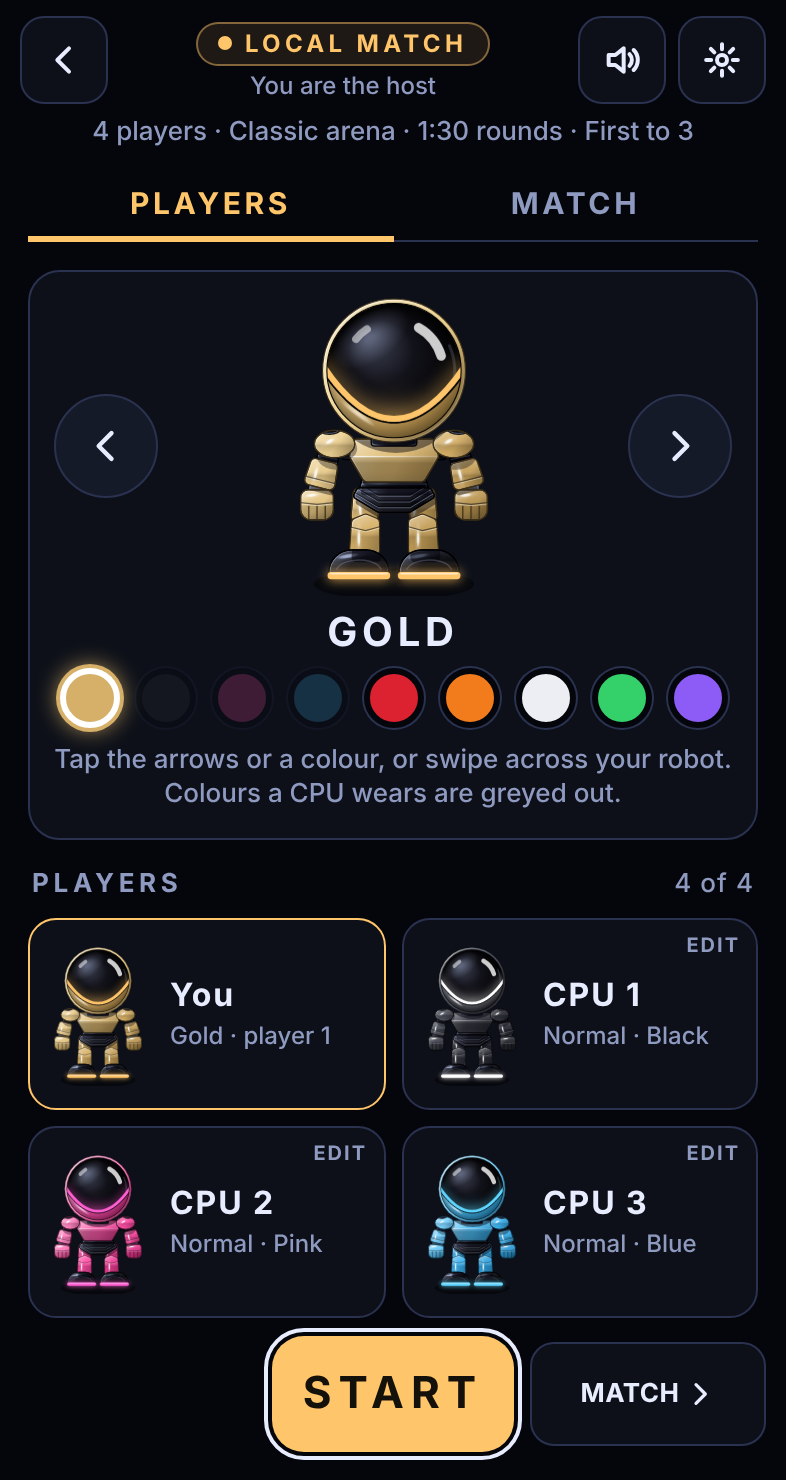 LOCAL MATCH
You are the host
4 players · Classic arena · 1:30 rounds · First to 3
PLAYERS
MATCH
GOLD
Tap the arrows or a colour, or swipe across your robot.
Colours a CPU wears are greyed out.
PLAYERS
4 of 4
You
Gold · player 1
EDIT
CPU 1
Normal · Black
EDIT
CPU 2
Normal · Pink
EDIT
CPU 3
Normal · Blue
START
MATCH